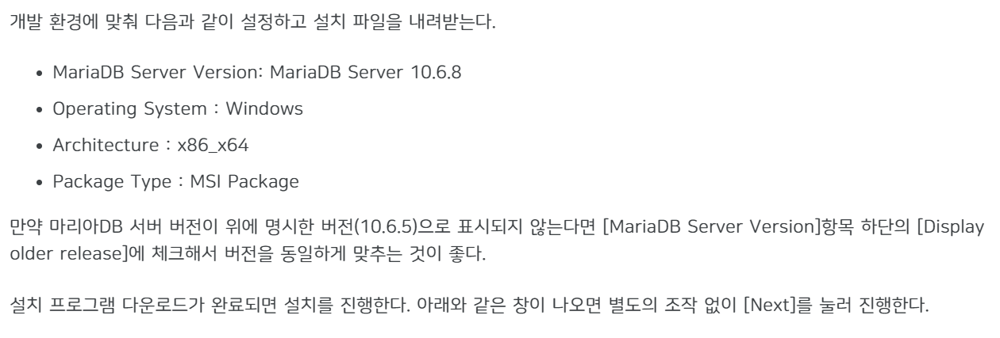 개발 환경에 맞춰 다음과 같이 설정하고 설치 파일을 내려받는다.
• MariaDB Server Version: MariaDB Server 10.6.8
• Operating System : Windows
• Architecture : x86_x64
• Package Type : MSI Package
만약 마리아DB 서버 버전이 위에 명시한 버전(10.6.5)으로 표시되지 않는다면 [MariaDB Server Version]항목 하단의 [Display
older release]에 체크해서 버전을 동일하게 맞추는 것이 좋다.
설치 프로그램 다운로드가 완료되면 설치를 진행한다. 아래와 같은 창이 나오면 별도의 조작 없이 [Next]를 눌러 진행한다.